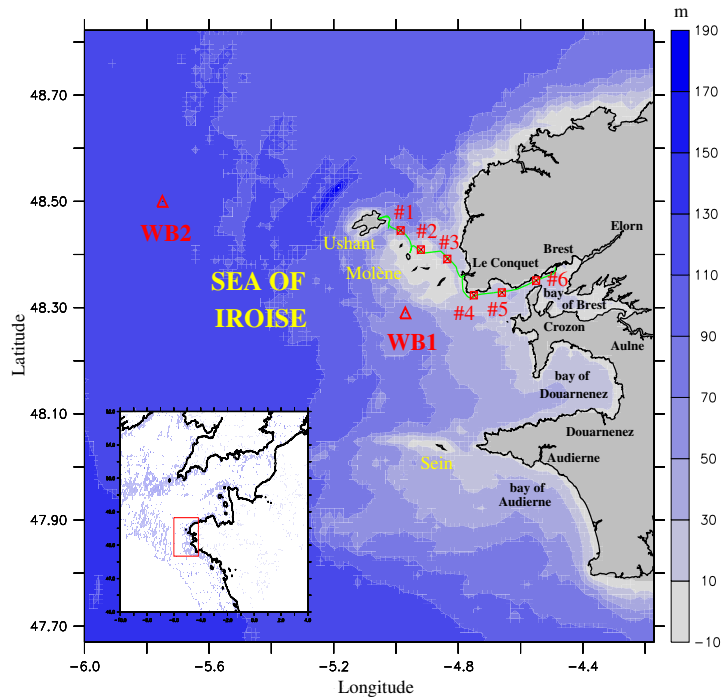 m
190
170
150
130
110
90
70
50
30
10
−10
48.70
48.50
48.30
48.10
47.90
47.70
Latitude
−6.0
−5.6
−5.2
−4.8
−4.4
Longitude
#1
#2
#3
#4
#5
#6
WB2
WB1
Ushant
Molène
SEA OF
IROISE
Le Conquet
Brest
Elorn
bay
of Brest
Crozon
Aulne
bay of
Douarnenez
Douarnenez
Audierne
bay of
Audierne
Sein